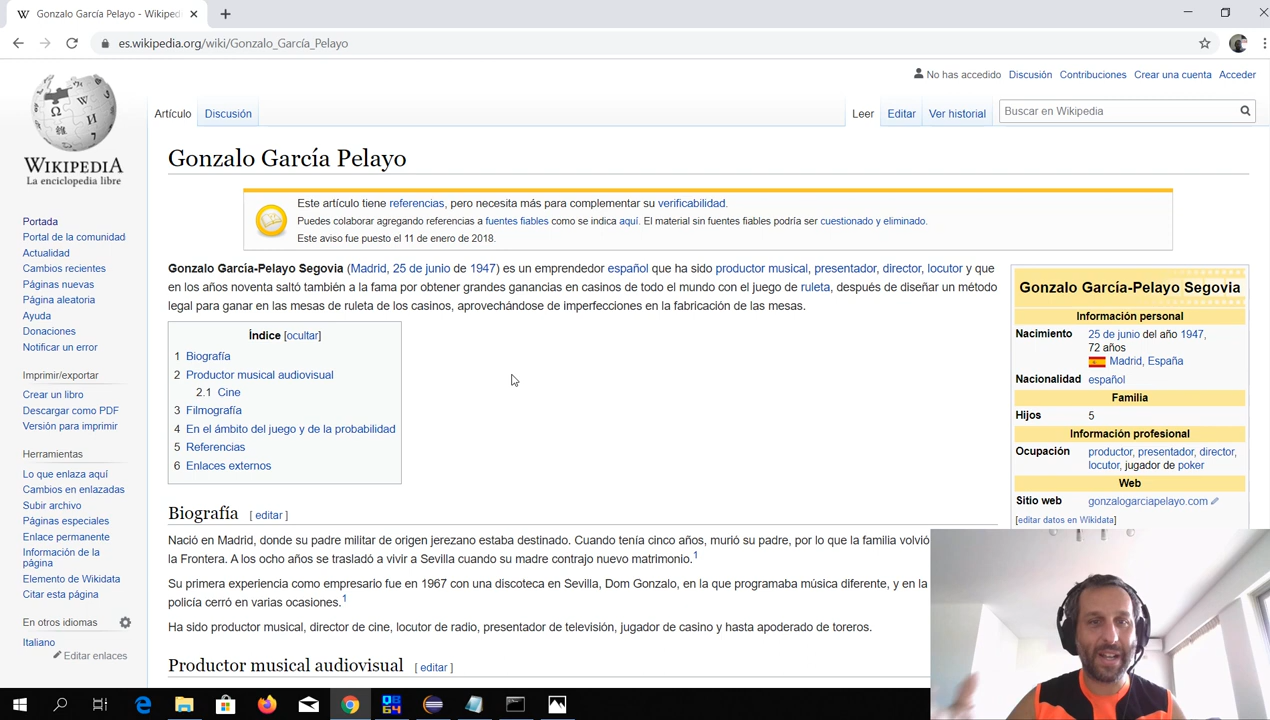 Gonzalo García Pelayo - Wikiped
es.wikipedia.org/wiki/Gonzalo_García_Pelayo
No han accedido Discusión Contribuciones Crear una cuenta Acceder
Artículo Discusión Leer Editar Ver historial Buscar en Wikipedia
WIKIPEDIA
La enciclopedia libre
Portada
Portal de la comunidad
Actualidad
Cambios recientes
Páginas nuevas
Página aleatoria
Ayuda
Donaciones
Notificar un error
Imprimir/exportar
Crear un libro
Descargar como PDF
Versión para imprimir
Herramientas
Lo que enlaza aquí
Cambios en enlazadas
Subir archivo
Páginas especiales
Enlace permanente
Información de la
página
Elemento de Wikidata
Citar esta página
En otros idiomas
Italiano
Editar enlaces
Gonzalo García Pelayo
Este artículo tiene referencias, pero necesita más para complementar su verificabilidad.
Puedes colaborar agregando referencias a fuentes fiables como se indica aquí. El material sin fuentes fiables podría ser cuestionado y eliminado.
Este aviso fue puesto el 11 de enero de 2018.
Gonzalo García-Pelayo Segovia (Madrid, 25 de junio de 1947) es un emprendedor español que ha sido productor musical, presentador, director, locutor y que
en los años noventa saltó también a la fama por obtener grandes ganancias en casinos de todo el mundo con el juego de ruleta, después de diseñar un método
legal para ganar en las mesas de ruleta de los casinos, aprovechándose de imperfecciones en la fabricación de las mesas.
Índice [ocultar]
1 Biografía
2 Productor musical audiovisual
2.1 Cine
3 Filmografía
4 En el ámbito del juego y de la probabilidad
5 Referencias
6 Enlaces externos
Biografía [ editar ]
Nació en Madrid, donde su padre militar de origen jerezano estaba destinado. Cuando tenía cinco años, murió su padre, por lo que la familia volvió
la Frontera. A los ocho años se trasladó a vivir a Sevilla cuando su madre contrajo nuevo matrimonio.1
Su primera experiencia como empresario fue en 1967 con una discoteca en Sevilla, Dom Gonzalo, en la que programaba música diferente, y en la
policía cerró en varias ocasiones.1
Ha sido productor musical, director de cine, locutor de radio, presentador de televisión, jugador de casino y hasta apoderado de toreros.
Productor musical audiovisual [ editar ]
Gonzalo García-Pelayo Segovia
Información personal
Nacimiento 25 de junio del año 1947,
72 años
Madrid, España
Nacionalidad español
Familia
Hijos 5
Información profesional
Ocupación productor, presentador, director,
locutor, jugador de poker
Web
Sitio web gonzalogarciapelayo.com
[editar datos en Wikidata]